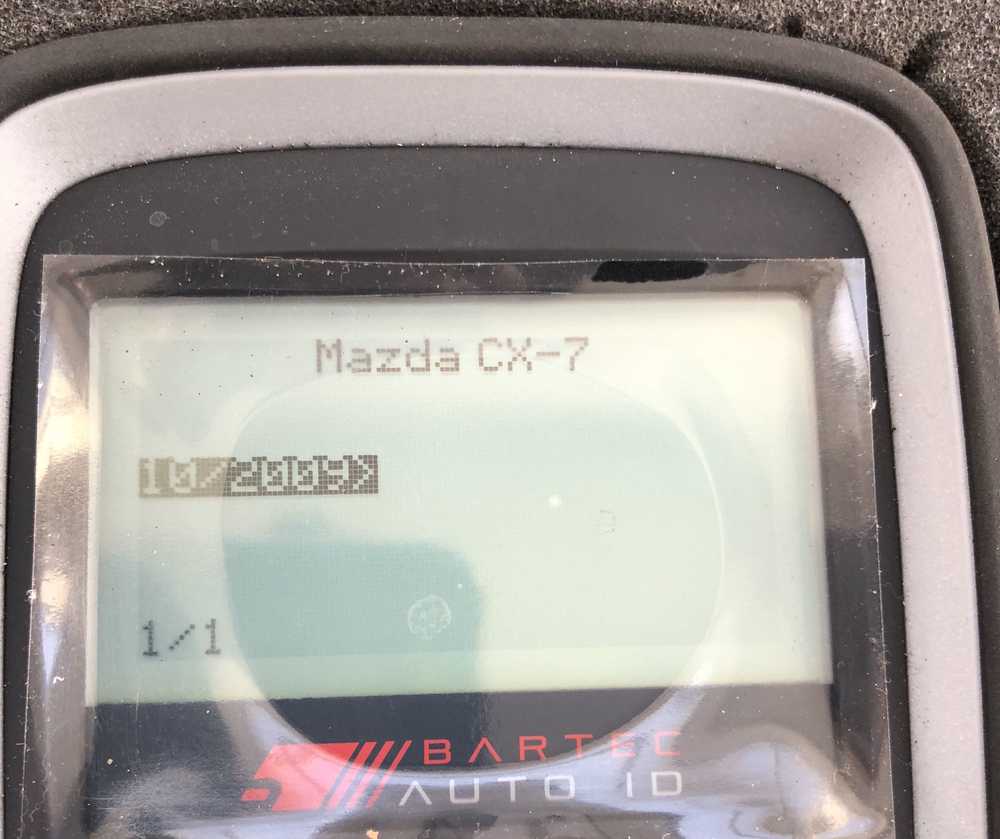 Mazda CX-7
1/1
BARTEC
AUTO ID